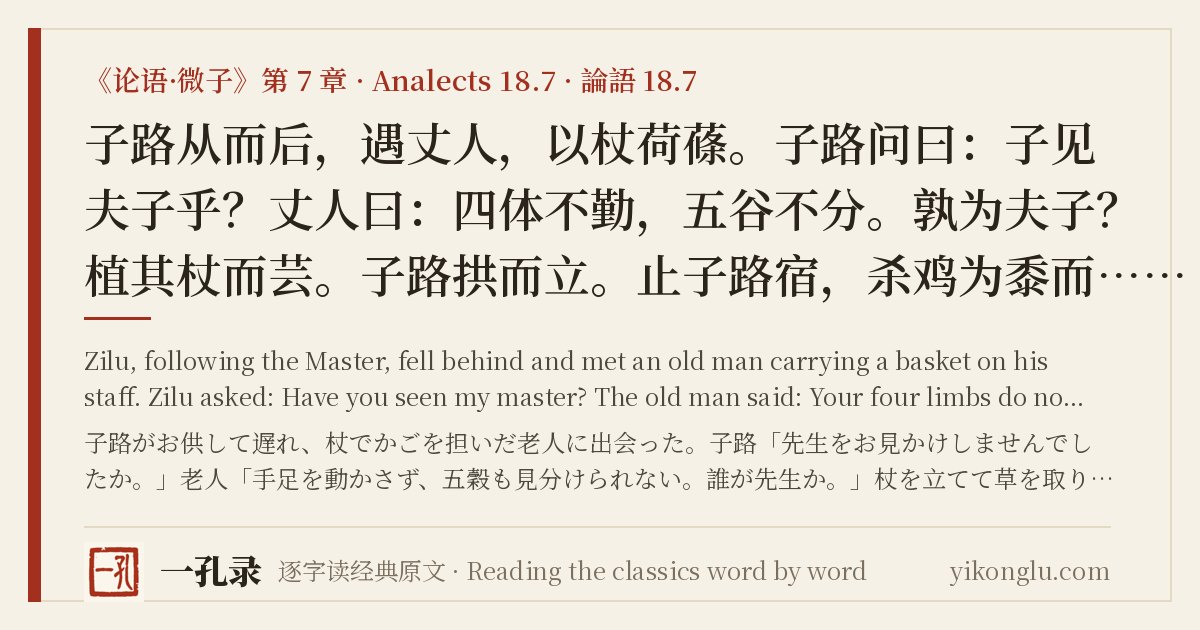 《论语·微子》第 7 章 · Analects 18.7 · 論語 18.7
子路从而后，遇丈人，以杖荷蓧。子路问曰：子见
夫子乎？丈人曰：四体不勤，五谷不分。孰为夫子？
植其杖而芸。子路拱而立。止子路宿，杀鸡为黍而……
Zilu, following the Master, fell behind and met an old man carrying a basket on his
staff. Zilu asked: Have you seen my master? The old man said: Your four limbs do no…
子路がお供して遅れ、杖でかごを担いだ老人に出会った。子路「先生をお見かけしませんでし
たか。」老人「手足を動かさず、五穀も見分けられない。誰が先生か。」杖を立てて草を取り…
一孔
一孔录 逐字读经典原文 · Reading the classics word by word yikonglu.com